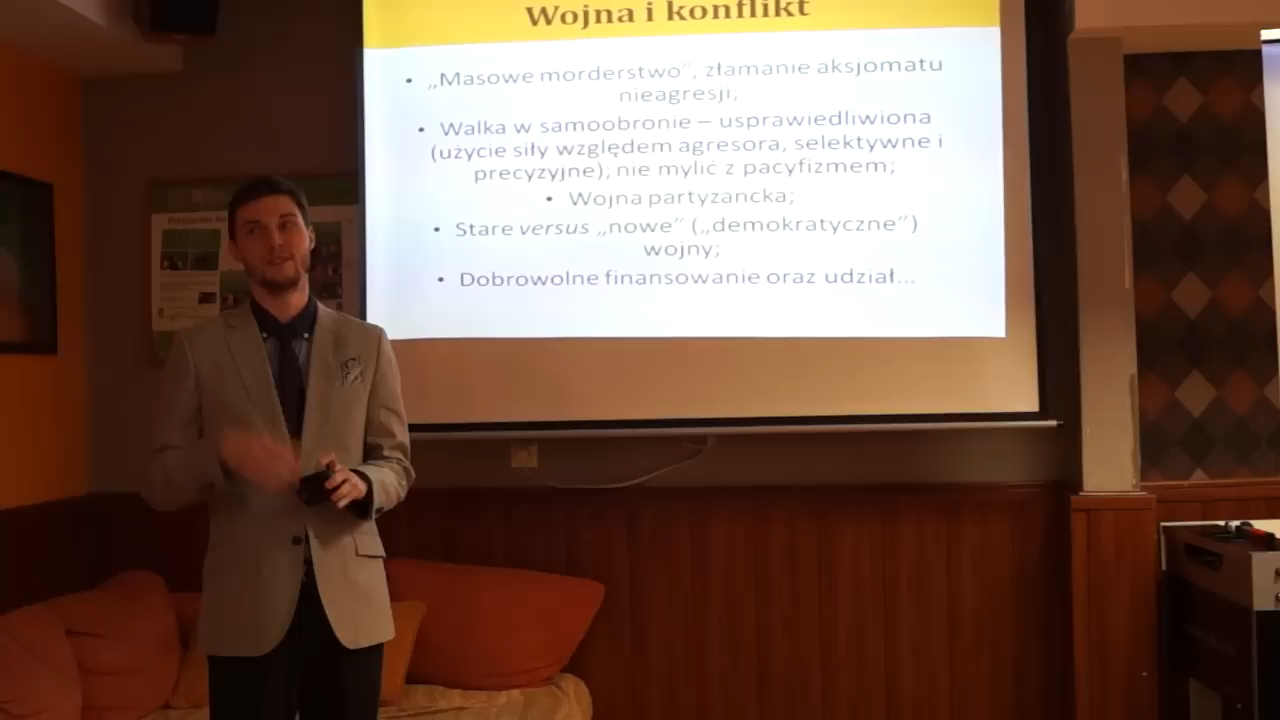 Wojna i konflikt
• „Masowe morderstwo”, złamanie aksjomatu
nieagresji;
• Walka w samoobronie – usprawiedliwiona
(użycie siły względem agresora, selektywne i
precyzyjne); nie mylić z pacyfizmem;
• Wojna partyzancka;
• Stare versus „nowe” („demokratyczne”)
wojny;
• Dobrowolne finansowanie oraz udział...